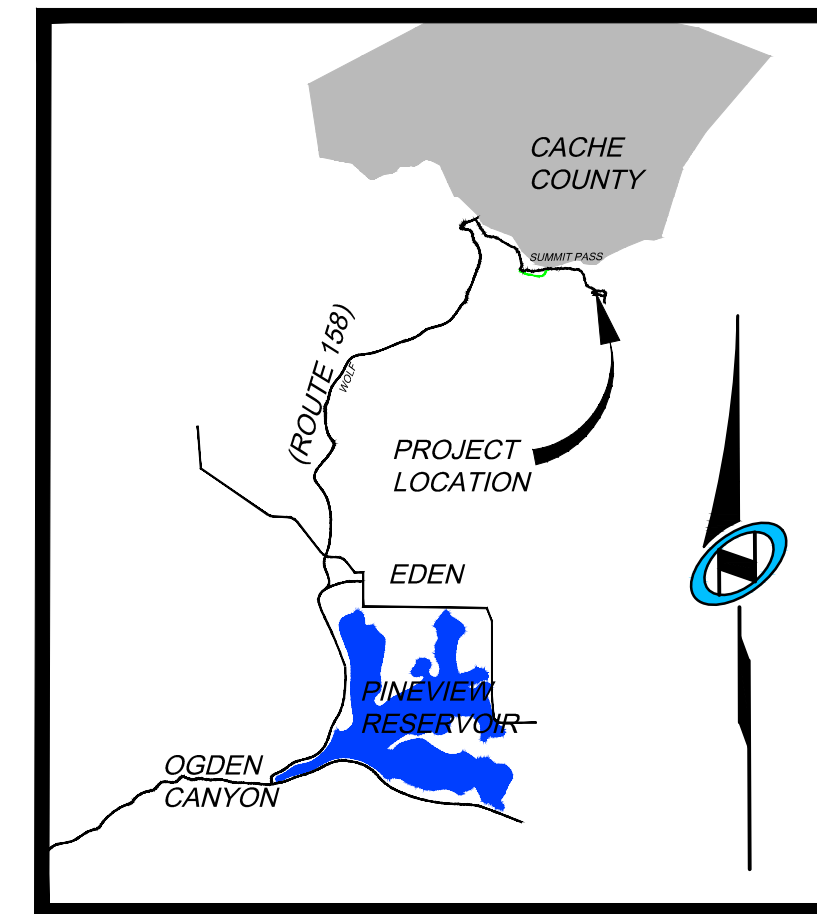 CACHE
COUNTY
SUMMIT PASS
(ROUTE 158)
WOLF
PROJECT
LOCATION
N
EDEN
PINEVIEW
RESERVOIR
OGDEN
CANYON